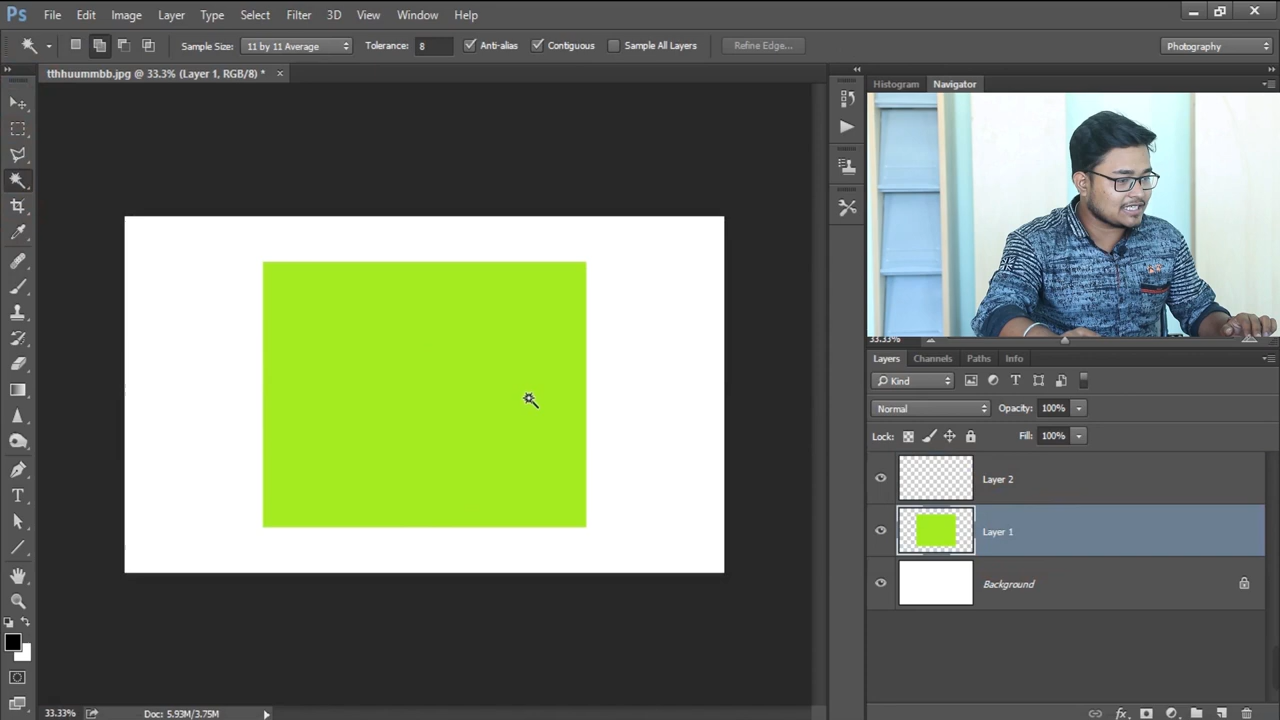 Ps File Edit Image Layer Type Select Filter 3D View Window Help
Sample Size: 11 by 11 Average Tolerance: 8 Anti-alias Contiguous Sample All Layers Refine Edge... Photography
tthhuummbb.jpg @ 33.3% (Layer 1, RGB/8) *
Histogram Navigator
33.33%
Layers Channels Paths Info
Kind
Normal Opacity: 100%
Lock: Fill: 100%
Layer 2
Layer 1
Background
33.33% Doc: 5.93M/3.75M